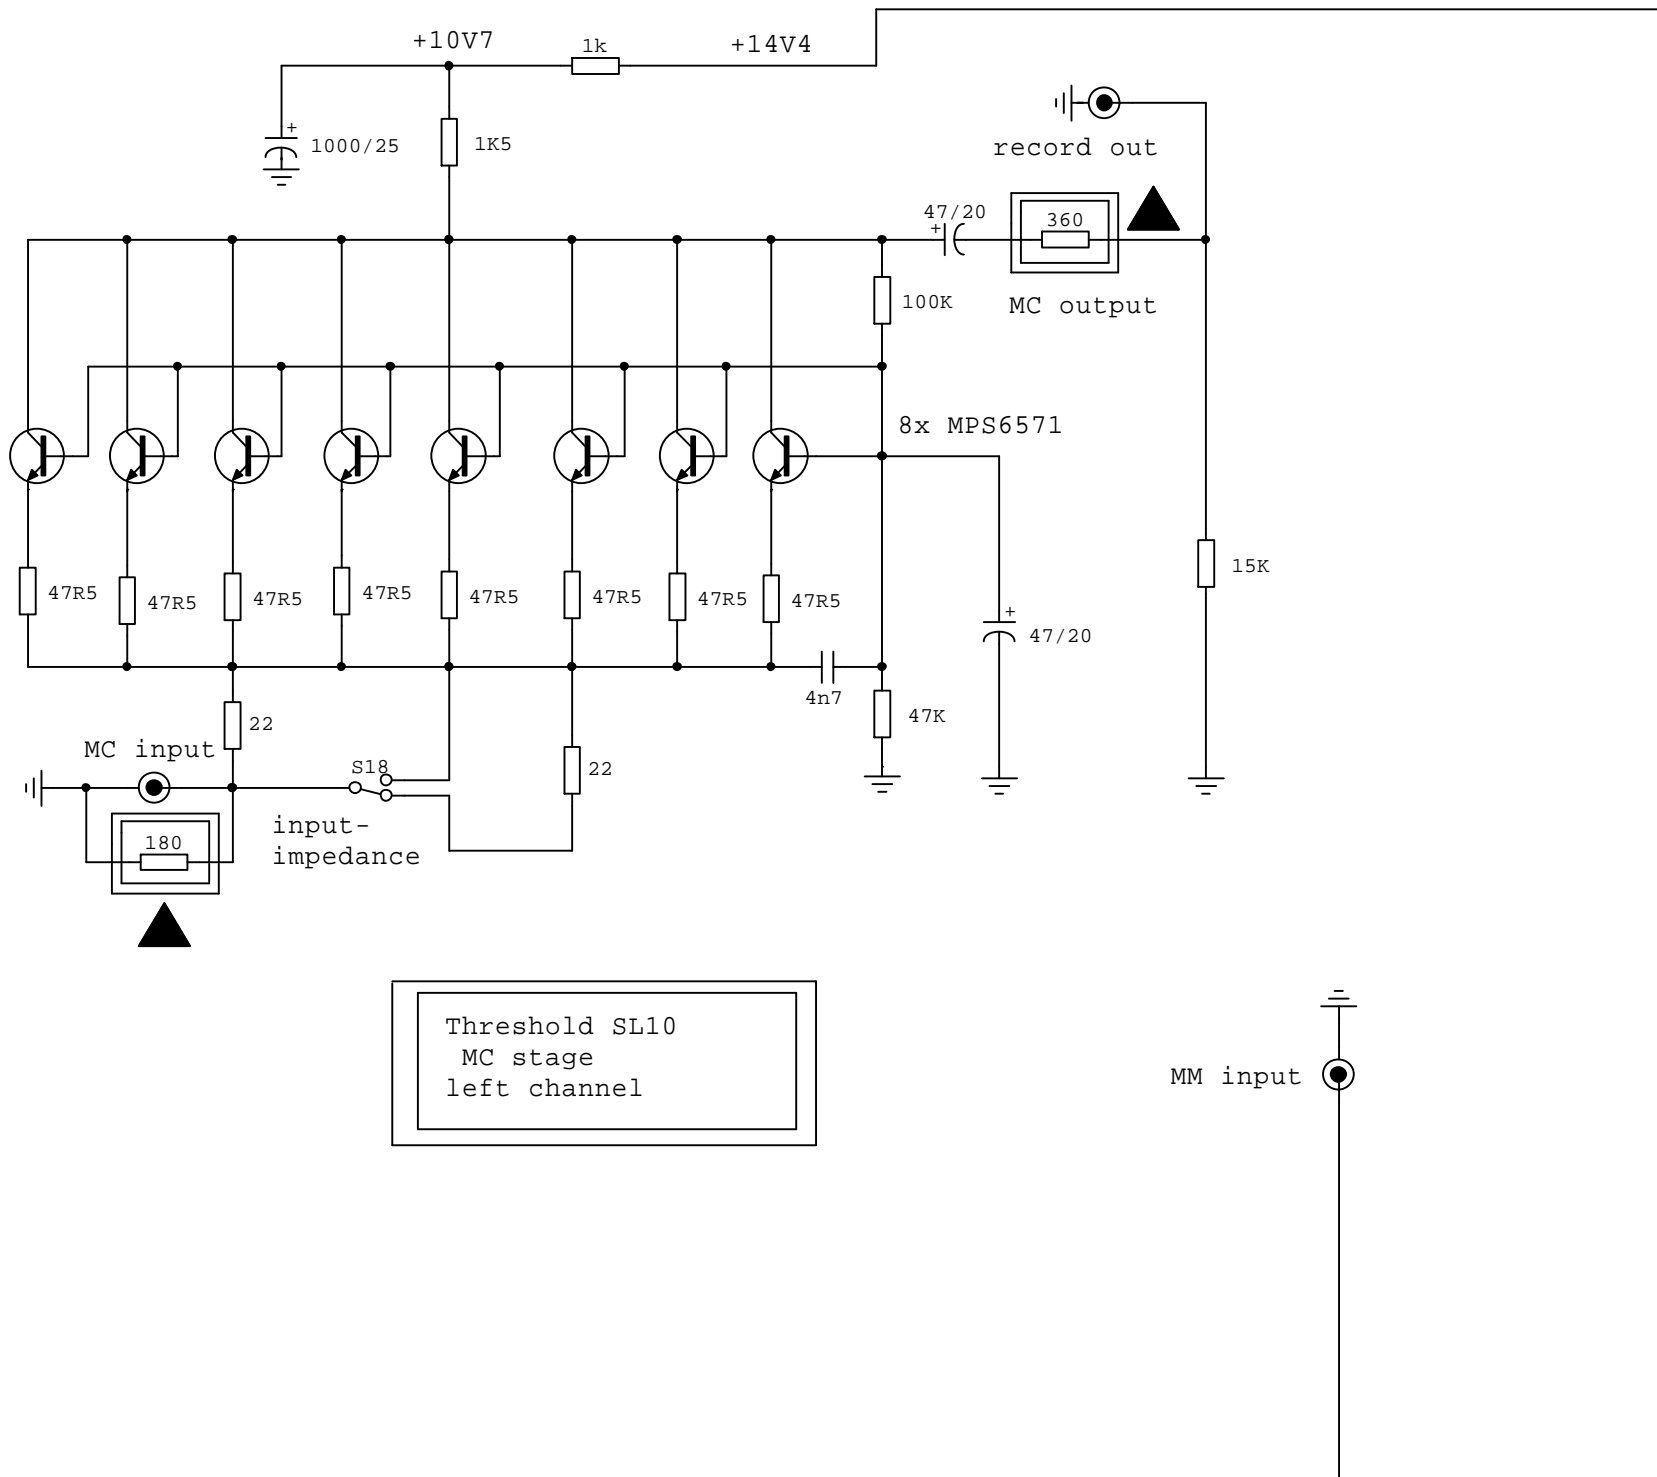 +10V7
1k
+14V4
+
1000/25
1K5
record out
47/20
+
360
100K
MC output
8x MPS6571
47R5
47R5
47R5
47R5
47R5
47R5
47R5
47R5
15K
+
47/20
4n7
47K
22
MC input
S18
22
input-
impedance
180
Threshold SL10
MC stage
left channel
MM input